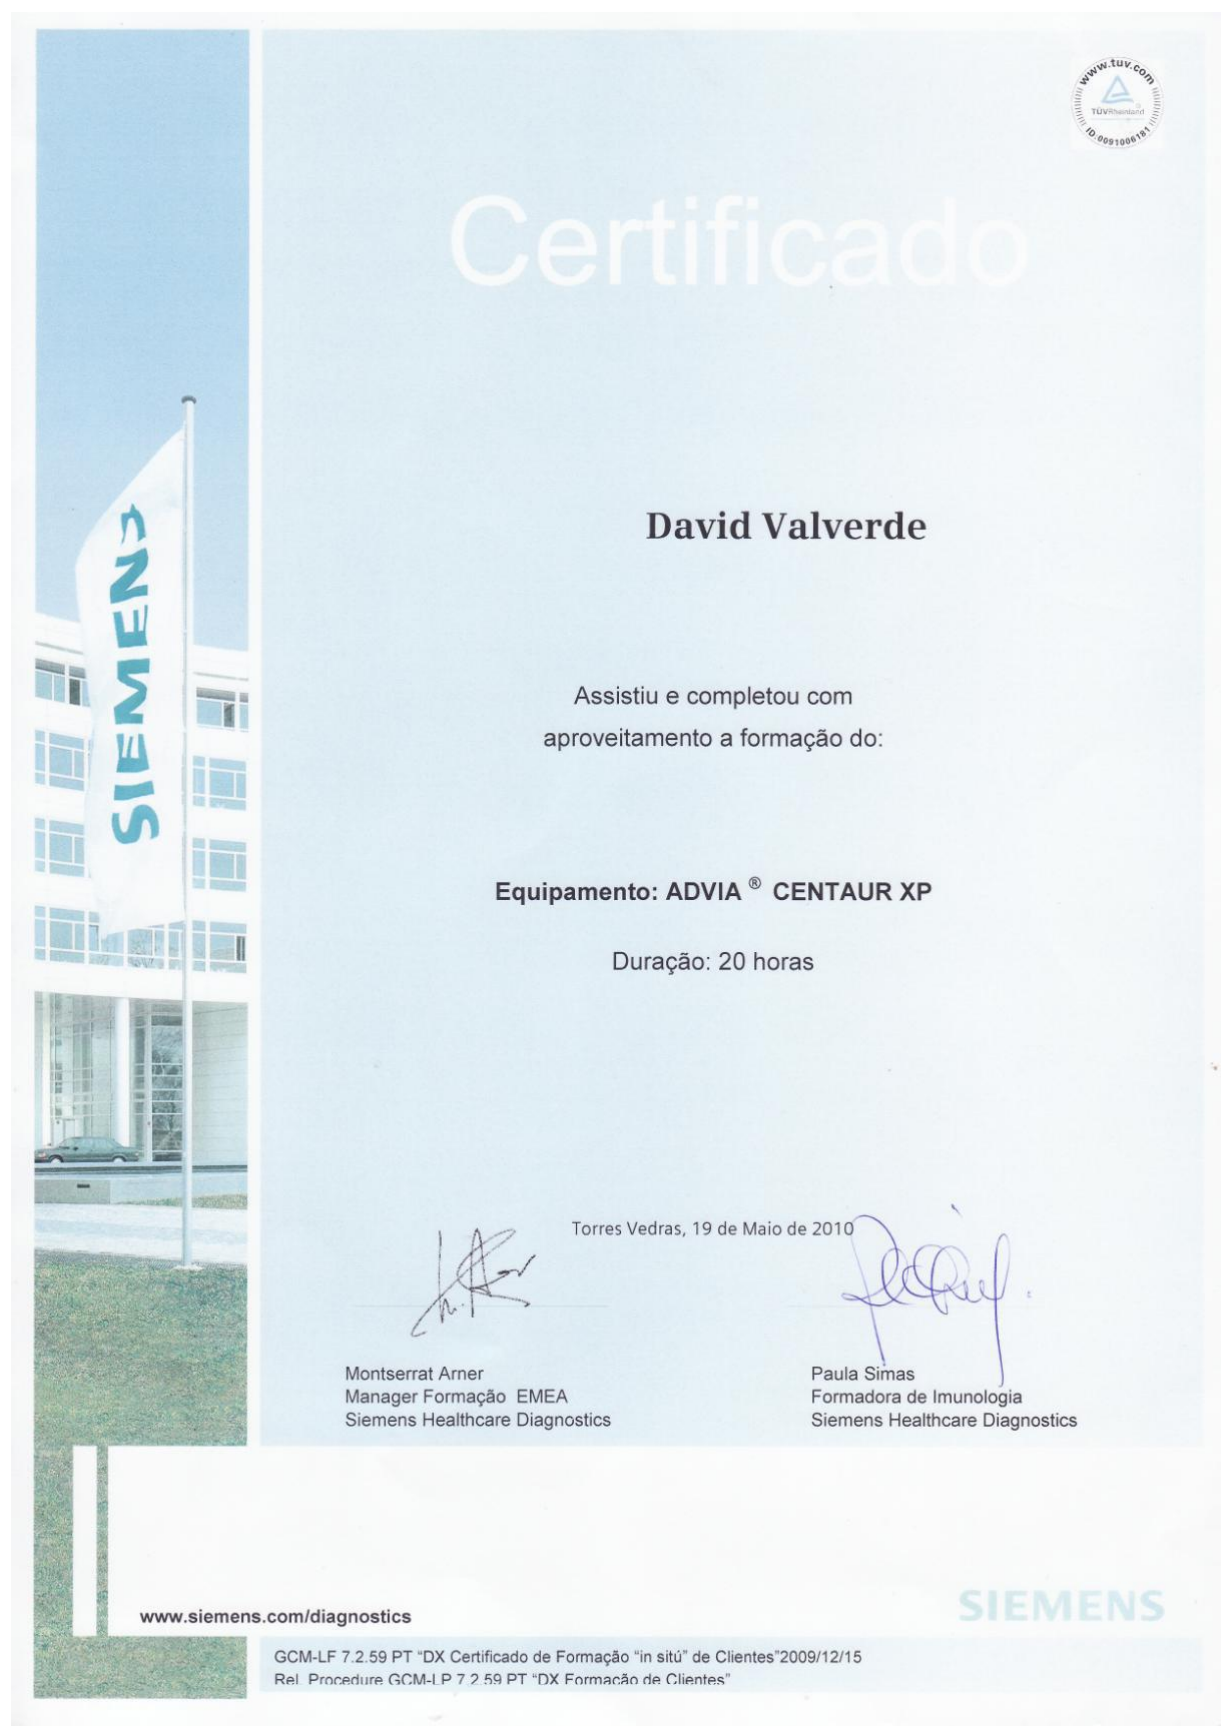 www.tuv.com
TÜVRheinland
ID:0091006181
Certificado
SIEMENS
David Valverde
Assistiu e completou com
aproveitamento a formação do:
Equipamento: ADVIA ® CENTAUR XP
Duração: 20 horas
Torres Vedras, 19 de Maio de 2010
Montserrat Arner
Manager Formação EMEA
Siemens Healthcare Diagnostics
Paula Simas
Formadora de Imunologia
Siemens Healthcare Diagnostics
SIEMENS
www.siemens.com/diagnostics
GCM-LF 7.2.59 PT “DX Certificado de Formação “in sitú” de Clientes”2009/12/15
Rel. Procedure GCM-LP 7.2.59 PT “DX Formação de Clientes”